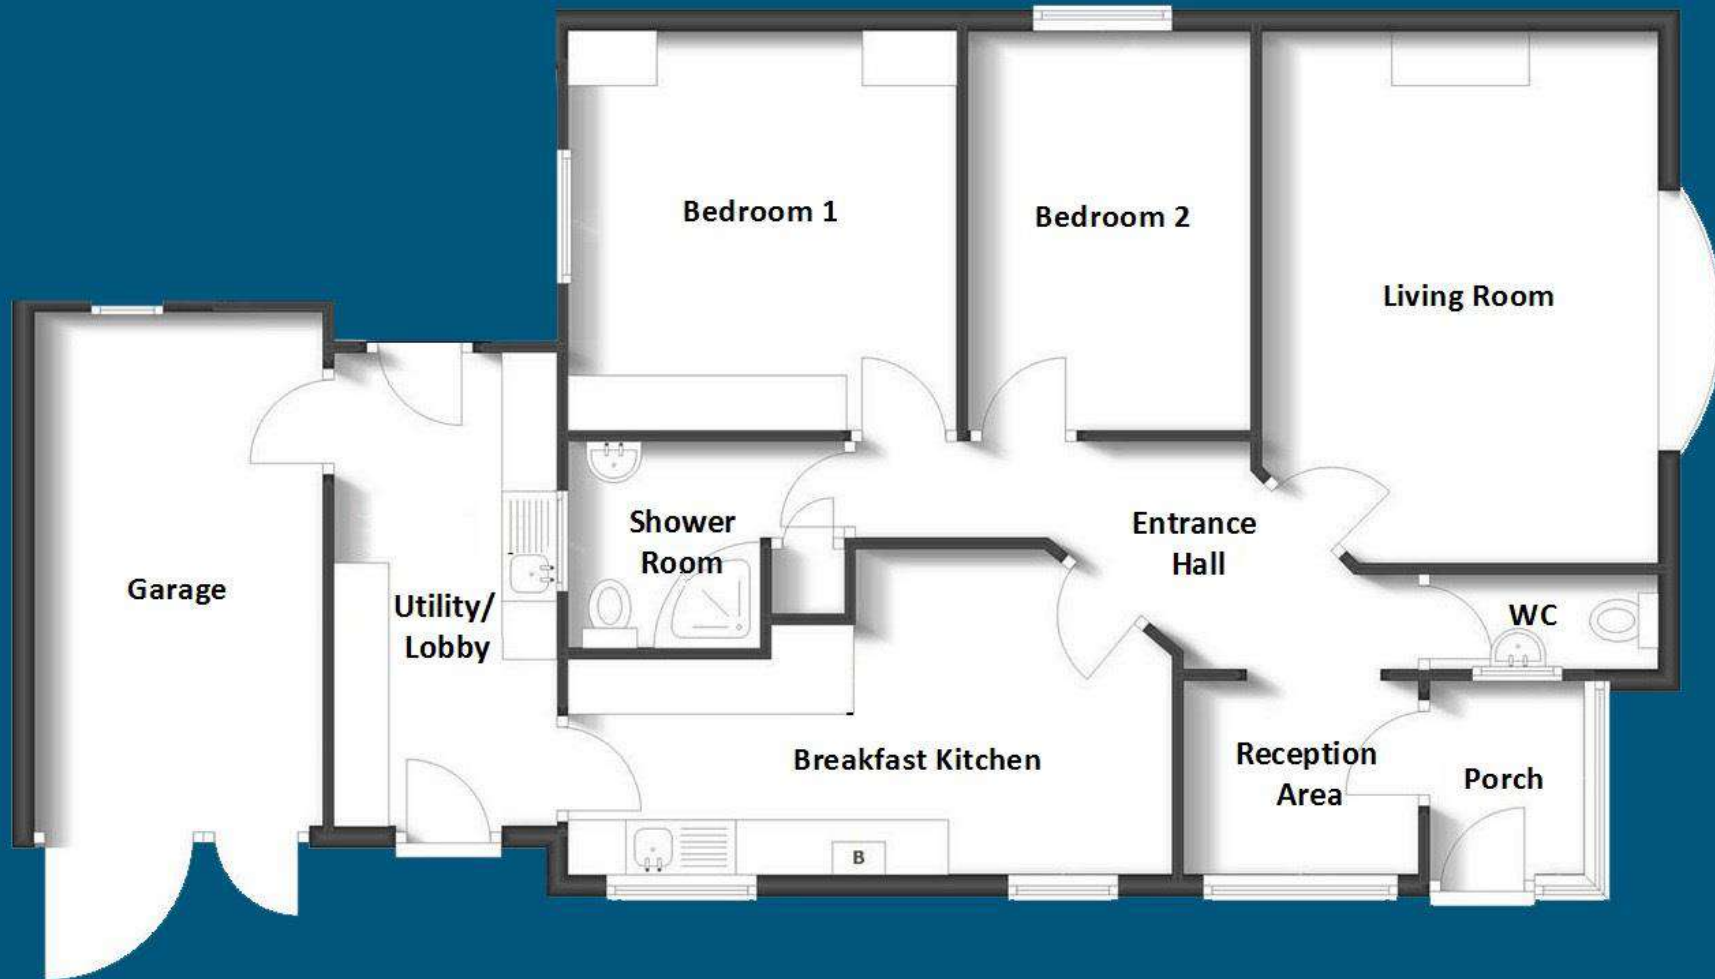 Bedroom 1
Bedroom 2
Living Room
Shower
Room
Entrance
Hall
Garage
Utility/
Lobby
WC
Breakfast Kitchen
Reception
Area
Porch
B